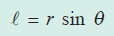 ℓ = r sin θ